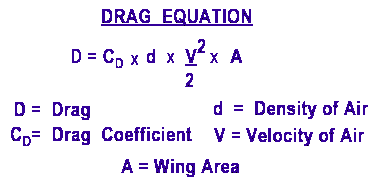 DRAG EQUATION
D = CD x d x V2 x A
2
D = Drag
d = Density of Air
CD= Drag Coefficient
V = Velocity of Air
A = Wing Area